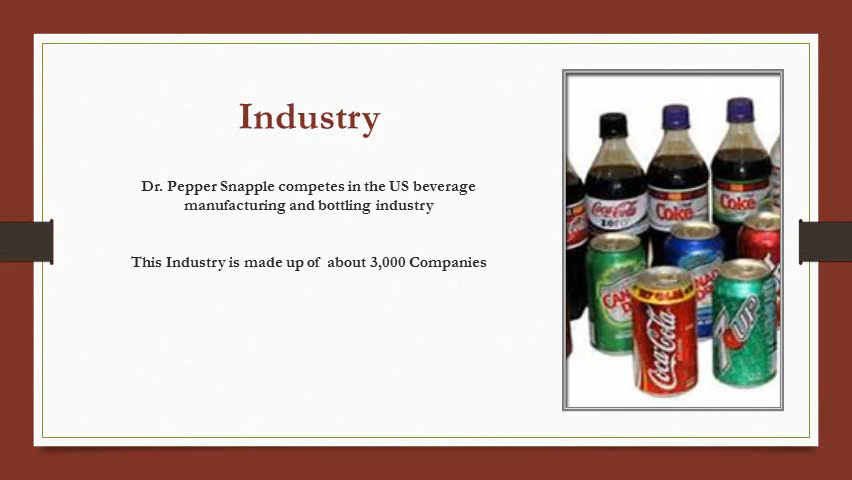 Industry
Dr. Pepper Snapple competes in the US beverage
manufacturing and bottling industry
This Industry is made up of about 3,000 Companies
Coca-Cola
zero
Coke
Coke
Coca-Cola
7UP